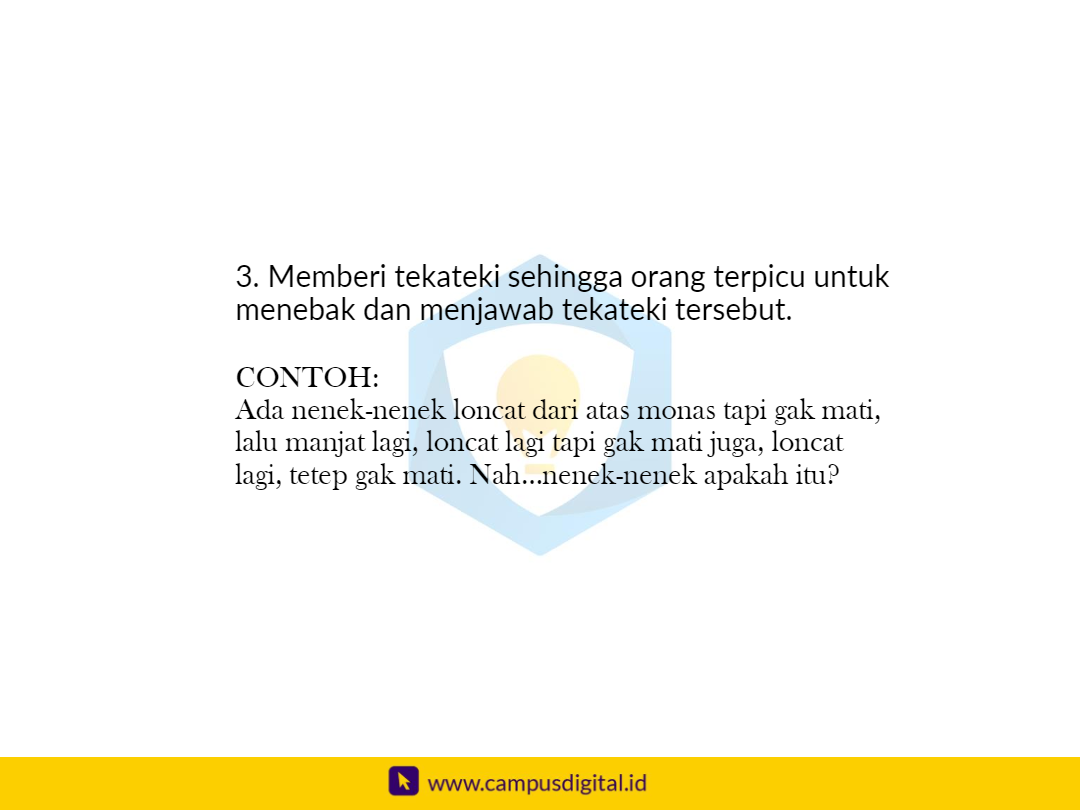 3. Memberi tekateki sehingga orang terpicu untuk
menebak dan menjawab tekateki tersebut.
CONTOH:
Ada nenek-nenek loncat dari atas monas tapi gak mati,
lalu manjat lagi, loncat lagi tapi gak mati juga, loncat
lagi, tetep gak mati. Nah...nenek-nenek apakah itu?
www.campusdigital.id